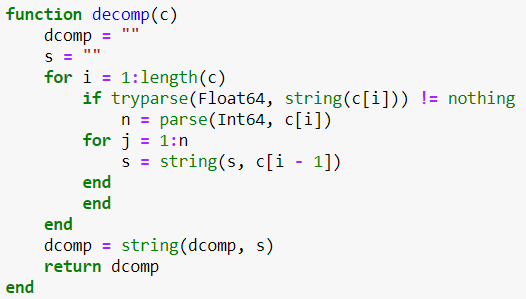 function decomp(c)
    dcomp = ""
    s = ""
    for i = 1:length(c)
        if tryparse(Float64, string(c[i])) != nothing
            n = parse(Int64, c[i])
        for j = 1:n
            s = string(s, c[i - 1])
        end
        end
    end
    dcomp = string(dcomp, s)
    return dcomp
end